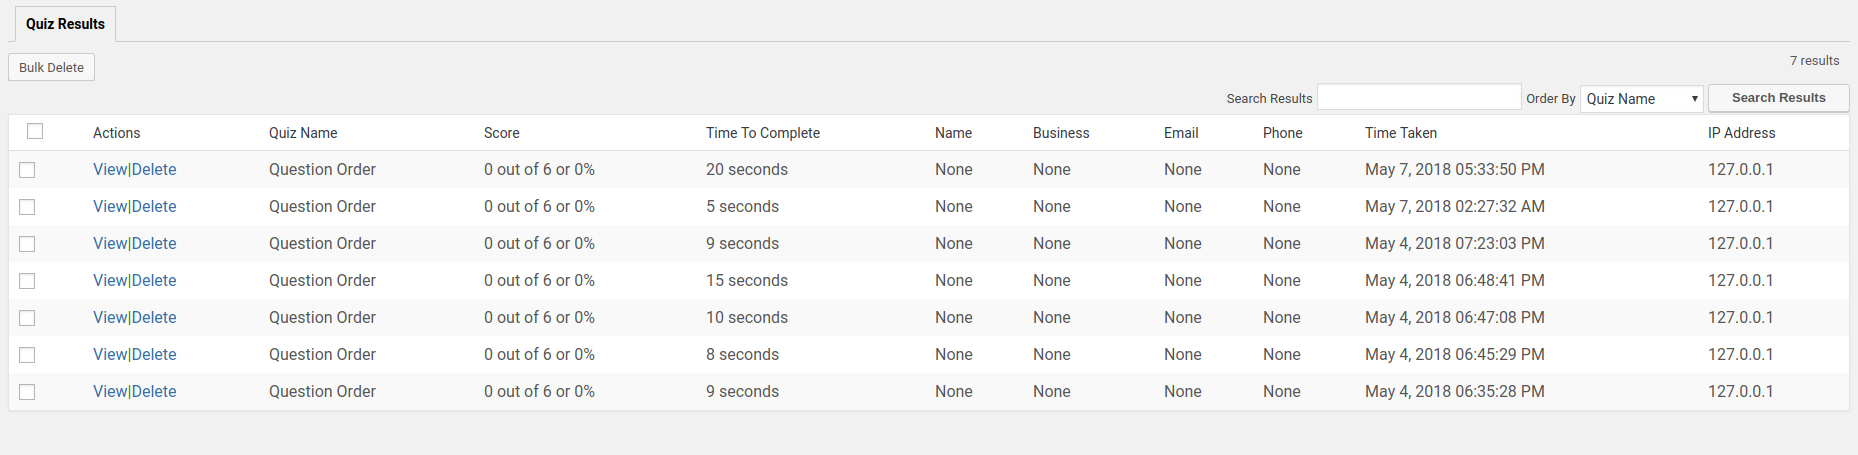 Quiz Results
Bulk Delete
7 results
Search Results Order By Quiz Name Search Results
Actions Quiz Name Score Time To Complete Name Business Email Phone Time Taken IP Address
View|Delete Question Order 0 out of 6 or 0% 20 seconds None None None None May 7, 2018 05:33:50 PM 127.0.0.1
View|Delete Question Order 0 out of 6 or 0% 5 seconds None None None None May 7, 2018 02:27:32 AM 127.0.0.1
View|Delete Question Order 0 out of 6 or 0% 9 seconds None None None None May 4, 2018 07:23:03 PM 127.0.0.1
View|Delete Question Order 0 out of 6 or 0% 15 seconds None None None None May 4, 2018 06:48:41 PM 127.0.0.1
View|Delete Question Order 0 out of 6 or 0% 10 seconds None None None None May 4, 2018 06:47:08 PM 127.0.0.1
View|Delete Question Order 0 out of 6 or 0% 8 seconds None None None None May 4, 2018 06:45:29 PM 127.0.0.1
View|Delete Question Order 0 out of 6 or 0% 9 seconds None None None None May 4, 2018 06:35:28 PM 127.0.0.1